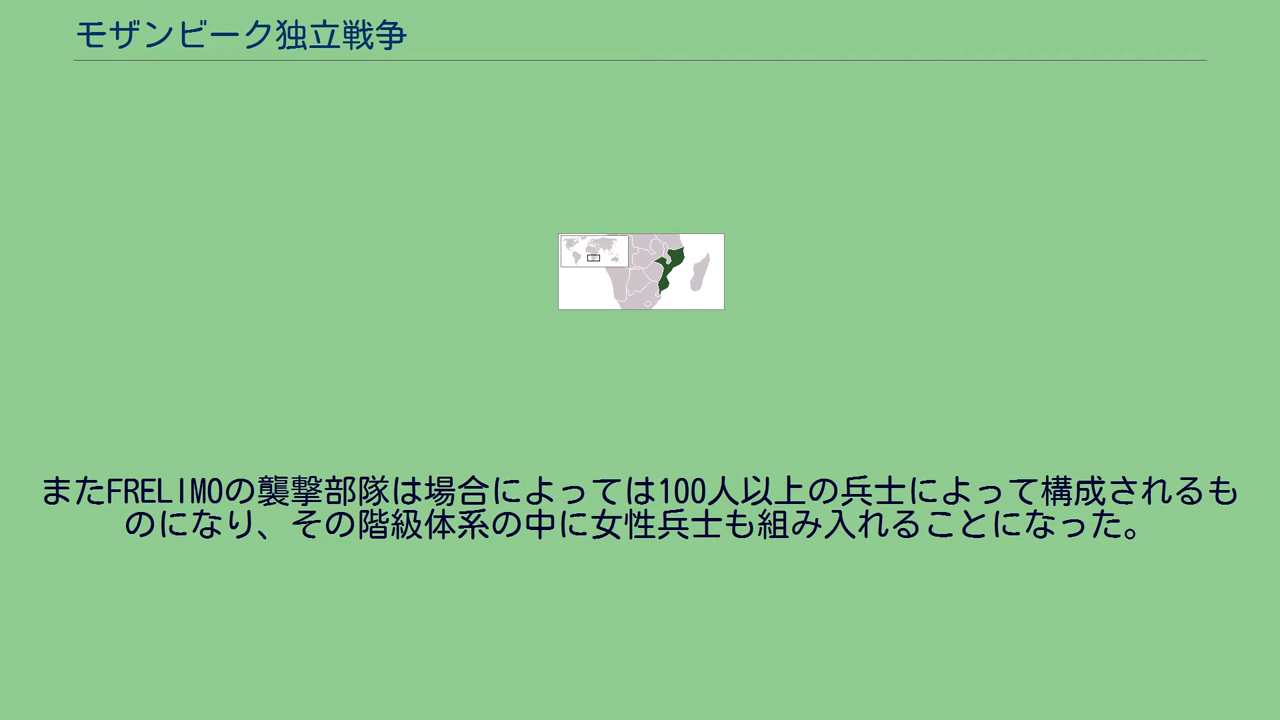 モザンビーク独立戦争
またFRELIMOの襲撃部隊は場合によっては100人以上の兵士によって構成されるも
のになり、その階級体系の中に女性兵士も組み入れることになった。